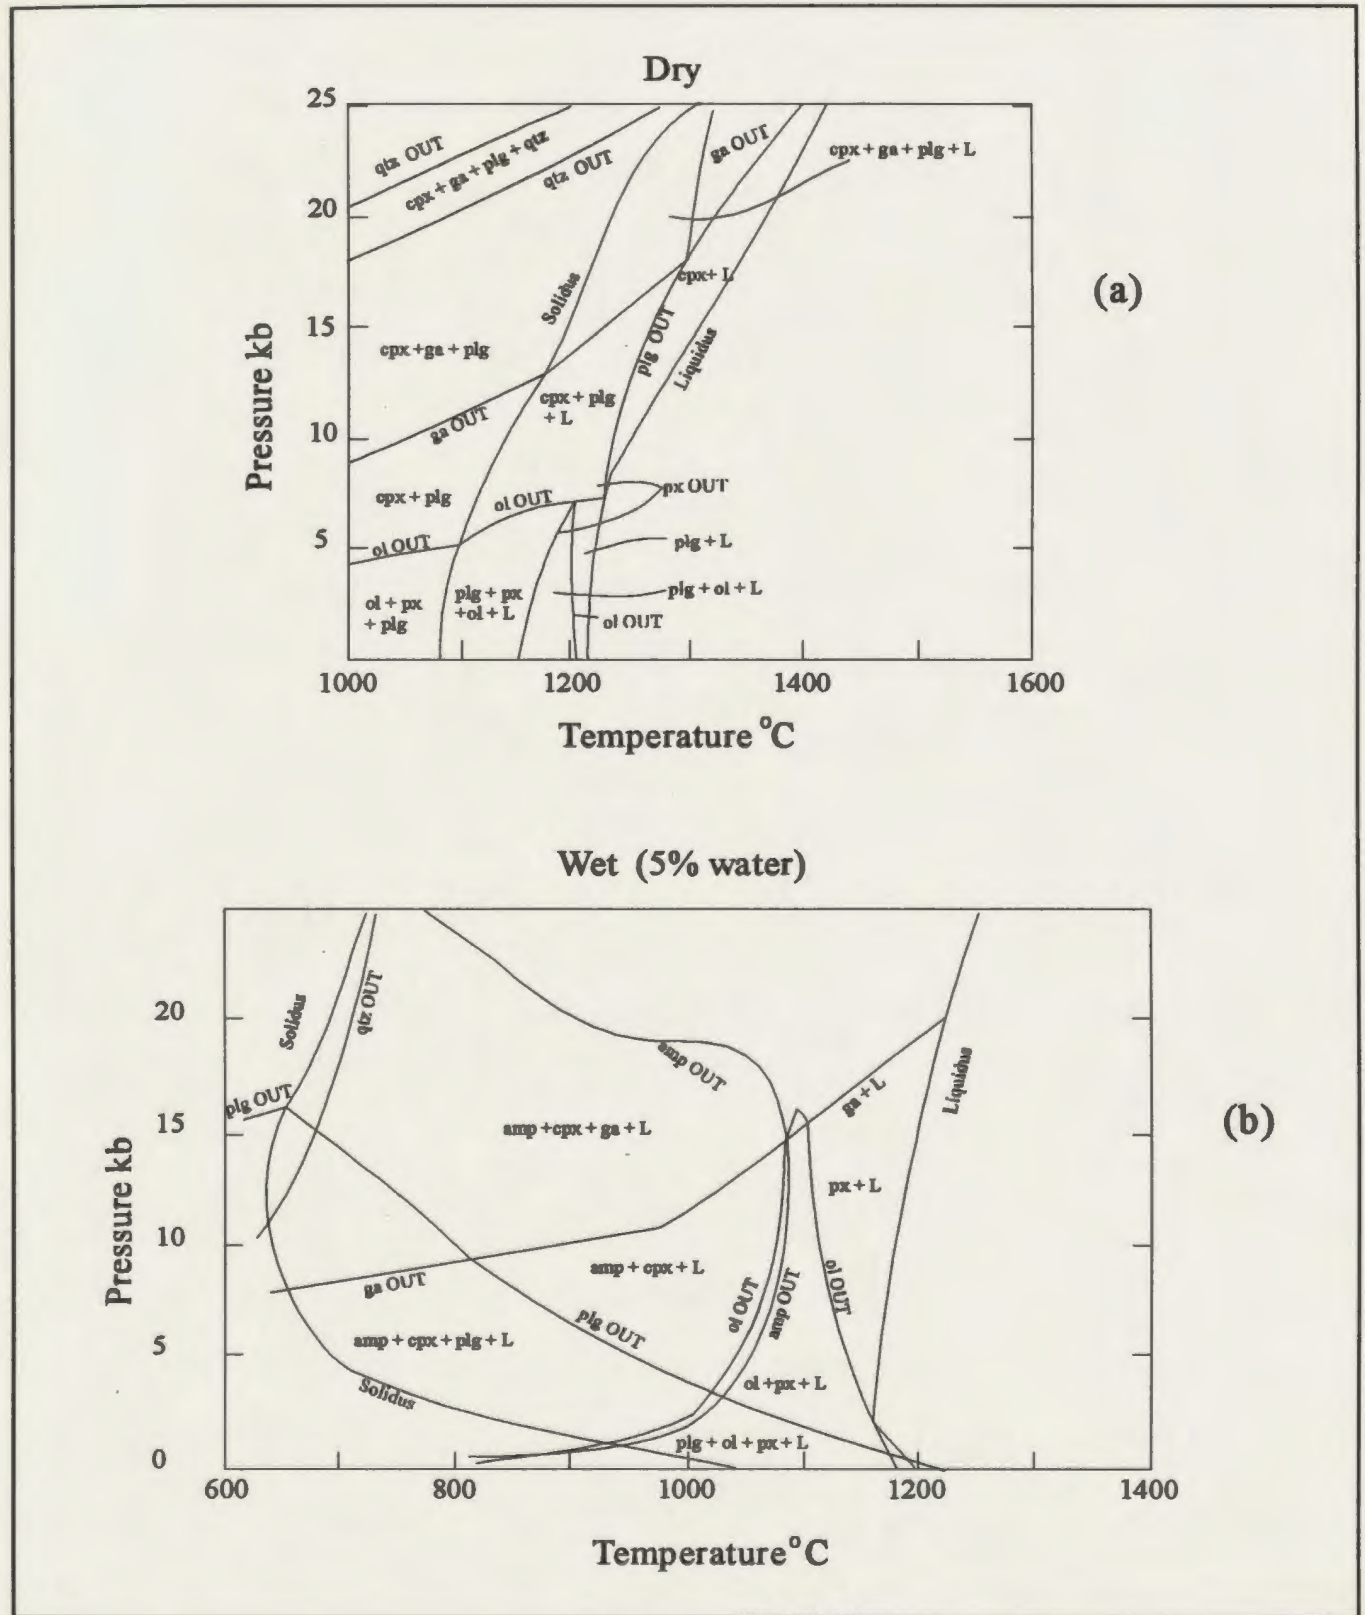 Dry
25
20
15
10
5
Pressure kb
qtz OUT
cpx + ga + plg + qtz
qtz OUT
ga OUT
cpx + ga + plg + L
Solidus
cpx+ L
plg OUT
Liquidus
cpx +ga + plg
cpx + plg
+ L
ga OUT
cpx + plg
ol OUT
px OUT
ol OUT
plg + L
ol + px
+ plg
plg + px
+ol + L
plg + ol + L
ol OUT
1000
1200
1400
1600
Temperature °C
(a)
Wet (5% water)
20
15
10
5
0
Pressure kb
Solidus
qtz OUT
plg OUT
amp OUT
ga + L
Liquidus
amp +cpx + ga + L
px + L
amp + cpx + L
ga OUT
ol OUT
amp OUT
ol OUT
plg OUT
amp + cpx + plg + L
Solidus
ol +px + L
plg + ol + px + L
600
800
1000
1200
1400
Temperature °C
(b)